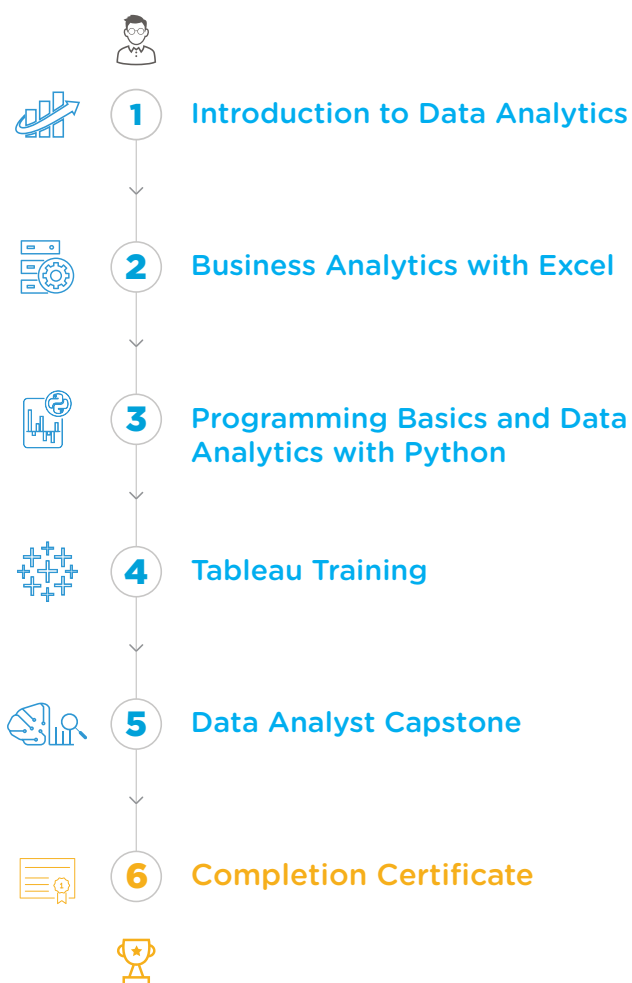 1 Introduction to Data Analytics
2 Business Analytics with Excel
3 Programming Basics and Data
Analytics with Python
4 Tableau Training
5 Data Analyst Capstone
6 Completion Certificate
1